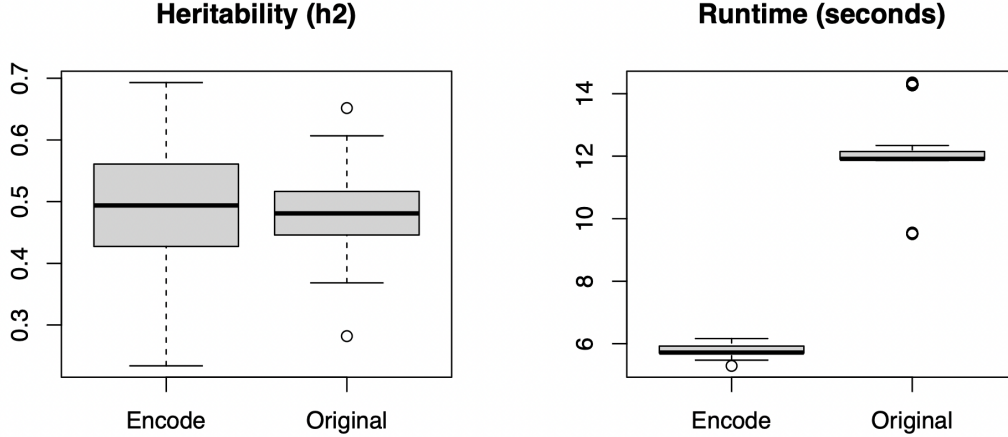 Heritability (h2)
0.7
0.6
0.5
0.4
0.3
Encode Original
Runtime (seconds)
14
12
10
8
6
Encode Original